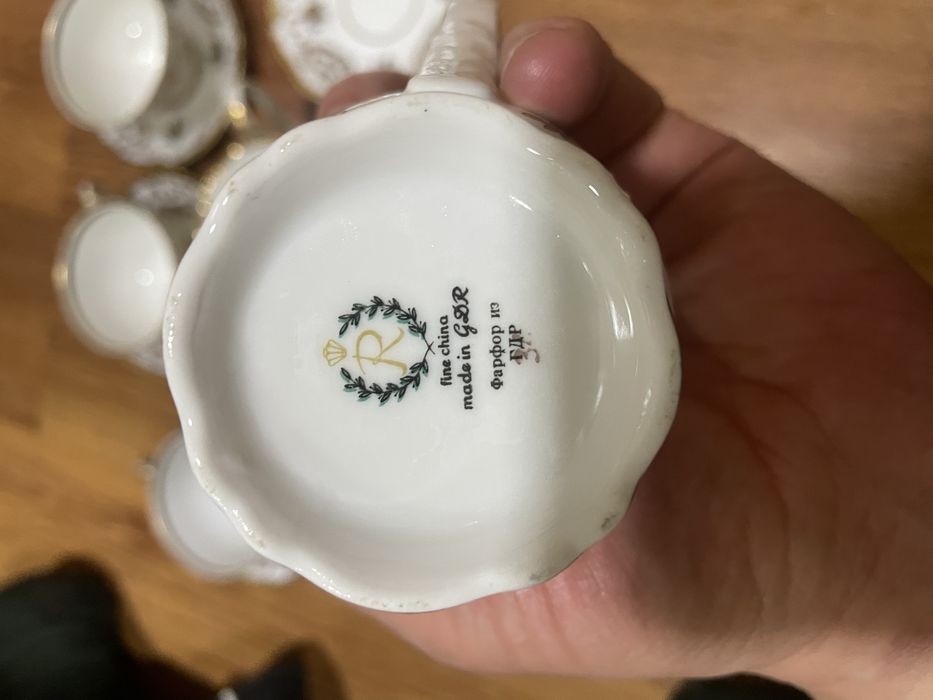 R
fine china
made in GDR
Фарфор из
ГДР